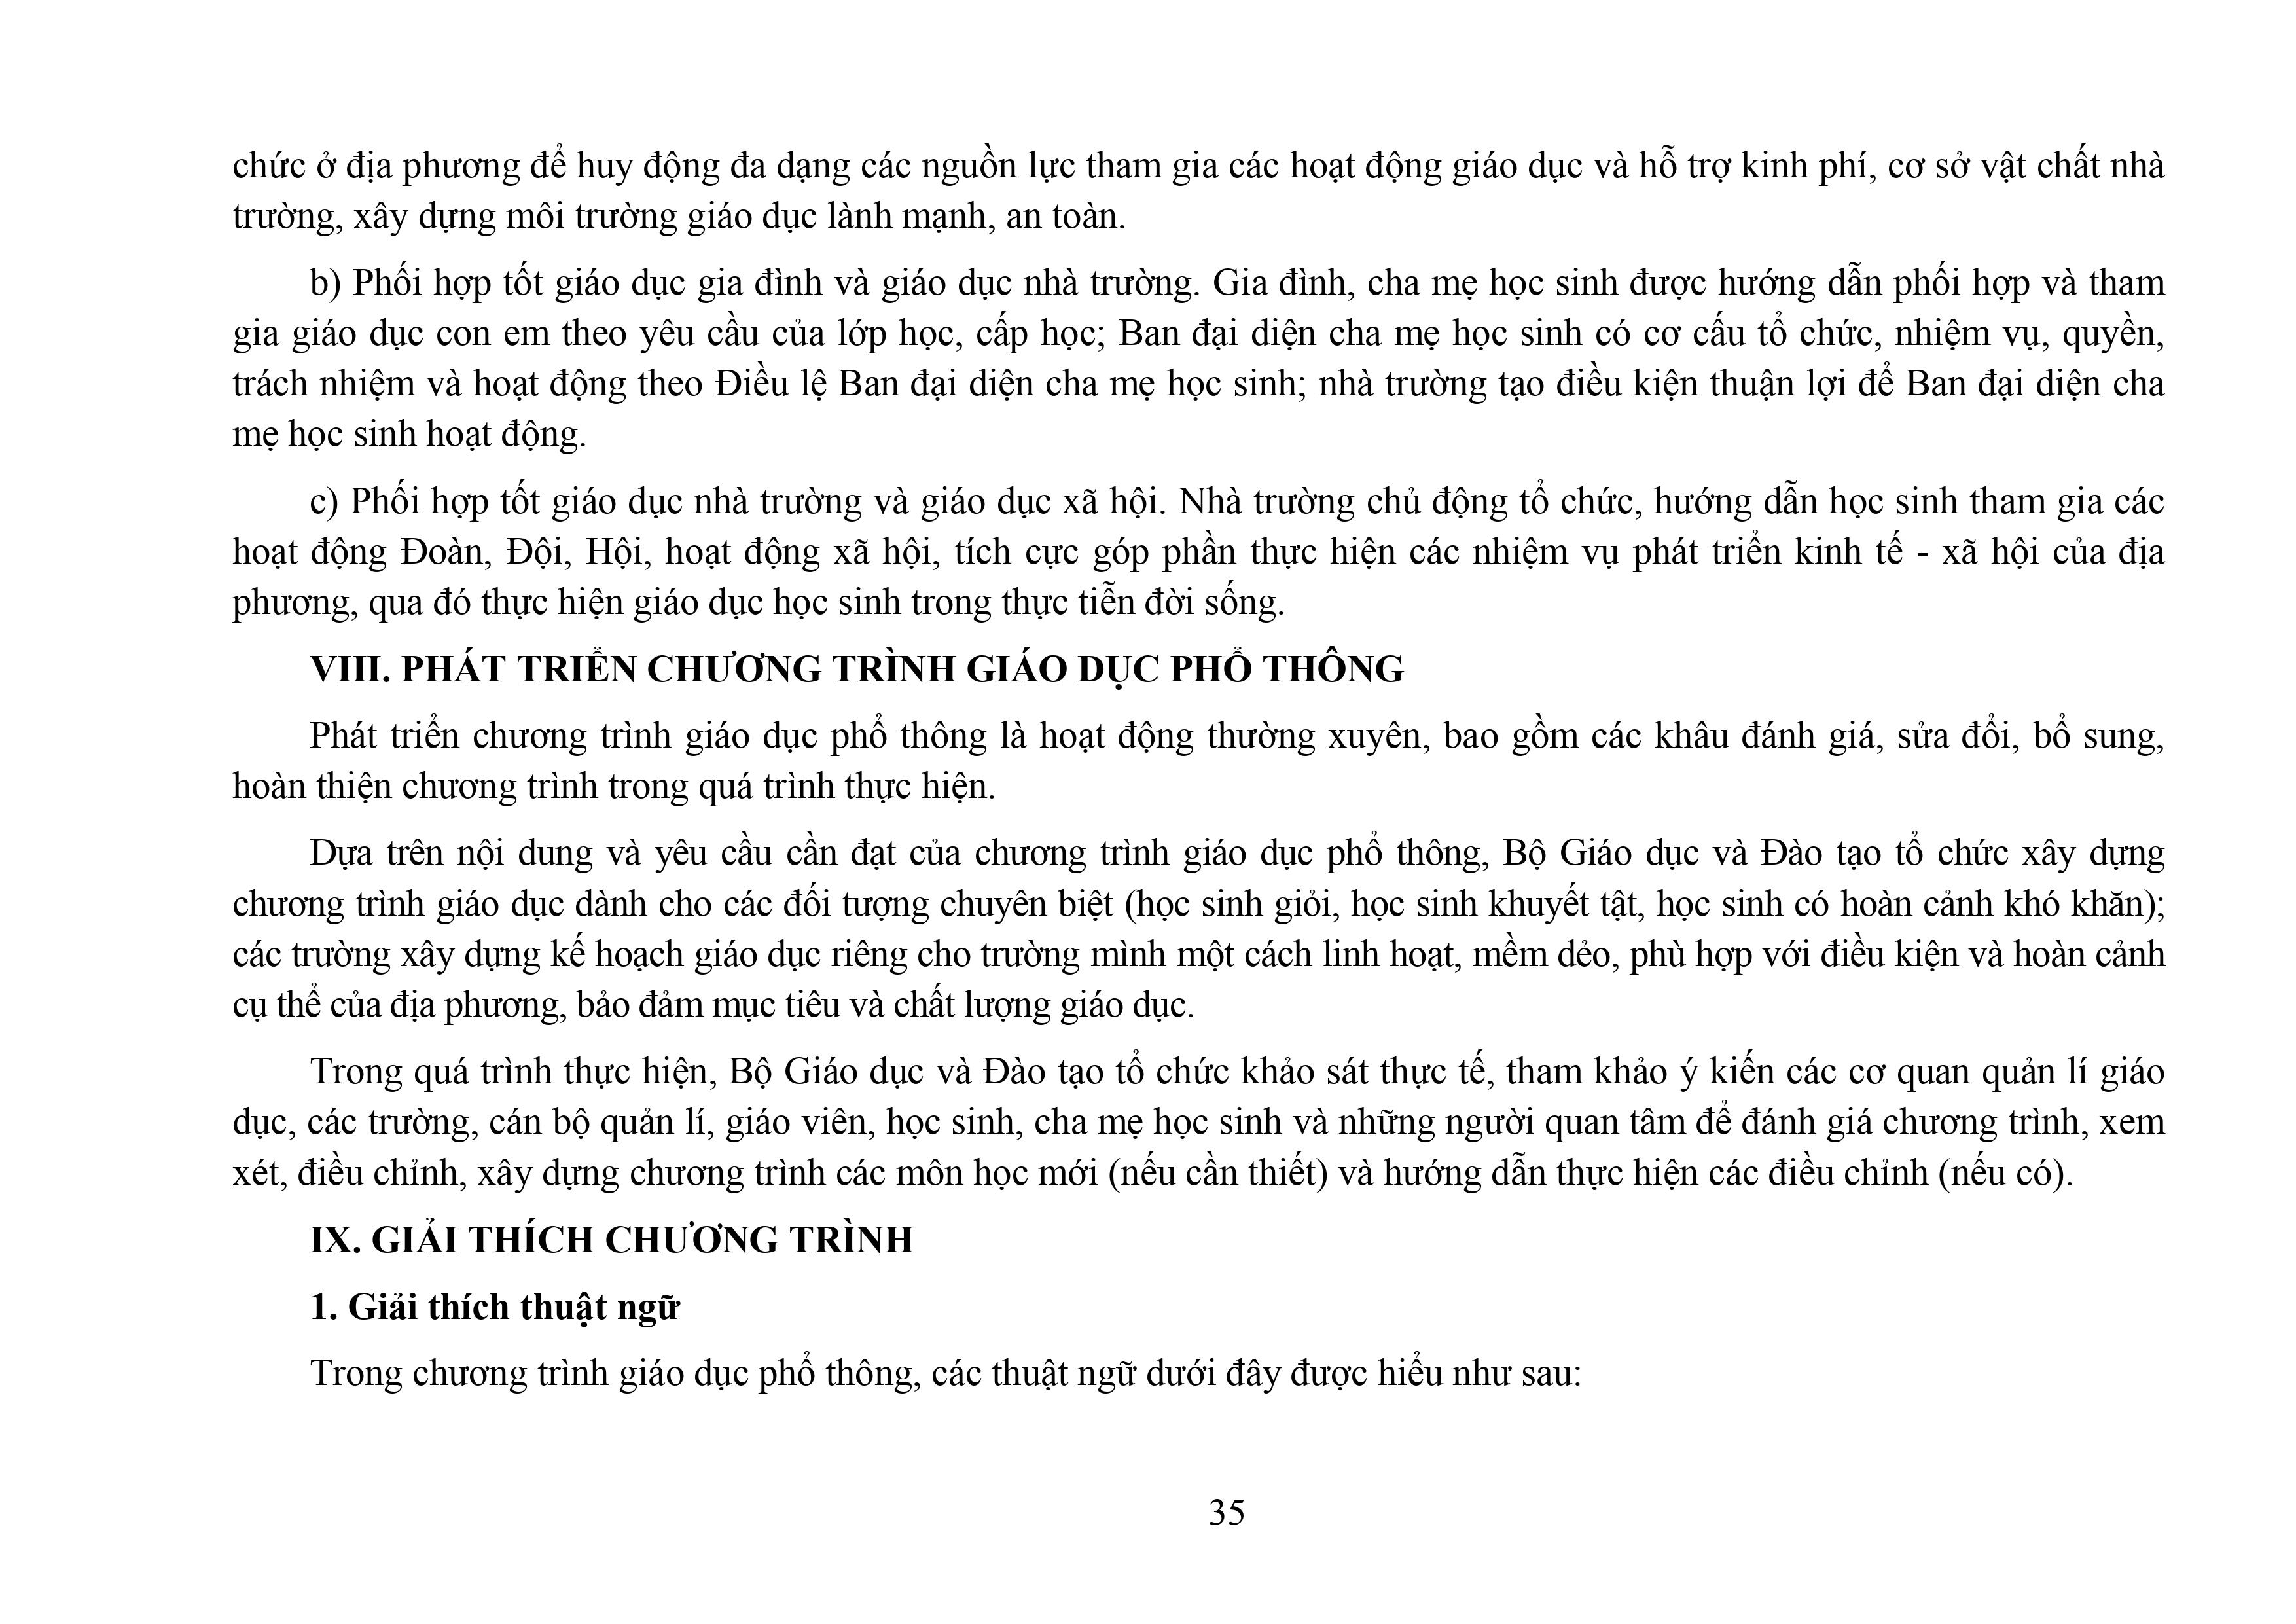 chức ở địa phương để huy động đa dạng các nguồn lực tham gia các hoạt động giáo dục và hỗ trợ kinh phí, cơ sở vật chất nhà
trường, xây dựng môi trường giáo dục lành mạnh, an toàn.
b) Phối hợp tốt giáo dục gia đình và giáo dục nhà trường. Gia đình, cha mẹ học sinh được hướng dẫn phối hợp và tham
gia giáo dục con em theo yêu cầu của lớp học, cấp học; Ban đại diện cha mẹ học sinh có cơ cấu tổ chức, nhiệm vụ, quyền,
trách nhiệm và hoạt động theo Điều lệ Ban đại diện cha mẹ học sinh; nhà trường tạo điều kiện thuận lợi để Ban đại diện cha
mẹ học sinh hoạt động.
c) Phối hợp tốt giáo dục nhà trường và giáo dục xã hội. Nhà trường chủ động tổ chức, hướng dẫn học sinh tham gia các
hoạt động Đoàn, Đội, Hội, hoạt động xã hội, tích cực góp phần thực hiện các nhiệm vụ phát triển kinh tế - xã hội của địa
phương, qua đó thực hiện giáo dục học sinh trong thực tiễn đời sống.
VIII. PHÁT TRIỂN CHƯƠNG TRÌNH GIÁO DỤC PHỔ THÔNG
Phát triển chương trình giáo dục phổ thông là hoạt động thường xuyên, bao gồm các khâu đánh giá, sửa đổi, bổ sung,
hoàn thiện chương trình trong quá trình thực hiện.
Dựa trên nội dung và yêu cầu cần đạt của chương trình giáo dục phổ thông, Bộ Giáo dục và Đào tạo tổ chức xây dựng
chương trình giáo dục dành cho các đối tượng chuyên biệt (học sinh giỏi, học sinh khuyết tật, học sinh có hoàn cảnh khó khăn);
các trường xây dựng kế hoạch giáo dục riêng cho trường mình một cách linh hoạt, mềm dẻo, phù hợp với điều kiện và hoàn cảnh
cụ thể của địa phương, bảo đảm mục tiêu và chất lượng giáo dục.
Trong quá trình thực hiện, Bộ Giáo dục và Đào tạo tổ chức khảo sát thực tế, tham khảo ý kiến các cơ quan quản lí giáo
dục, các trường, cán bộ quản lí, giáo viên, học sinh, cha mẹ học sinh và những người quan tâm để đánh giá chương trình, xem
xét, điều chỉnh, xây dựng chương trình các môn học mới (nếu cần thiết) và hướng dẫn thực hiện các điều chỉnh (nếu có).
IX. GIẢI THÍCH CHƯƠNG TRÌNH
1. Giải thích thuật ngữ
Trong chương trình giáo dục phổ thông, các thuật ngữ dưới đây được hiểu như sau:
35